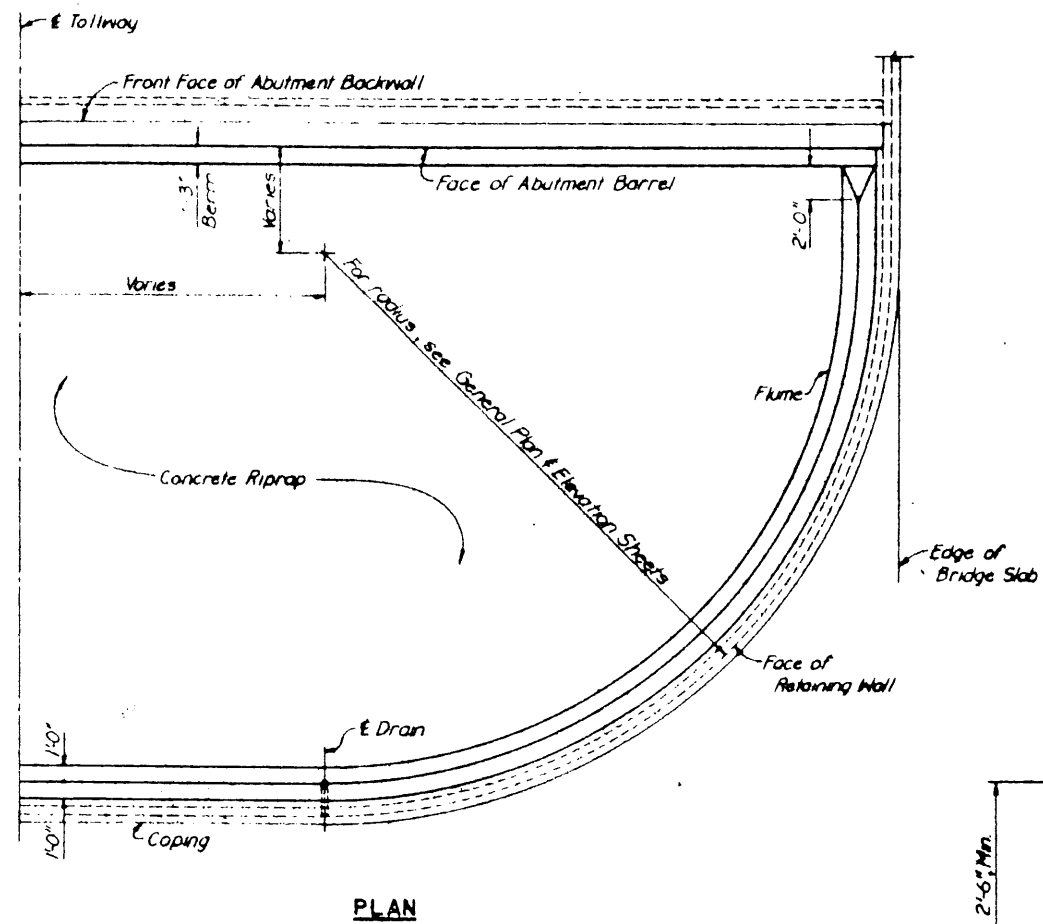 ℄ Tollway
Front Face of Abutment Backwall
Face of Abutment Barrel
3"
Berm
Varies
2'-0"
Varies
For radius, see General Plan & Elevation Sheets
Flume
Concrete Riprap
Edge of
Bridge Slab
Face of
Retaining Wall
℄ Drain
1'-0"
1'-0"
℄ Coping
2'-6" Min.
PLAN